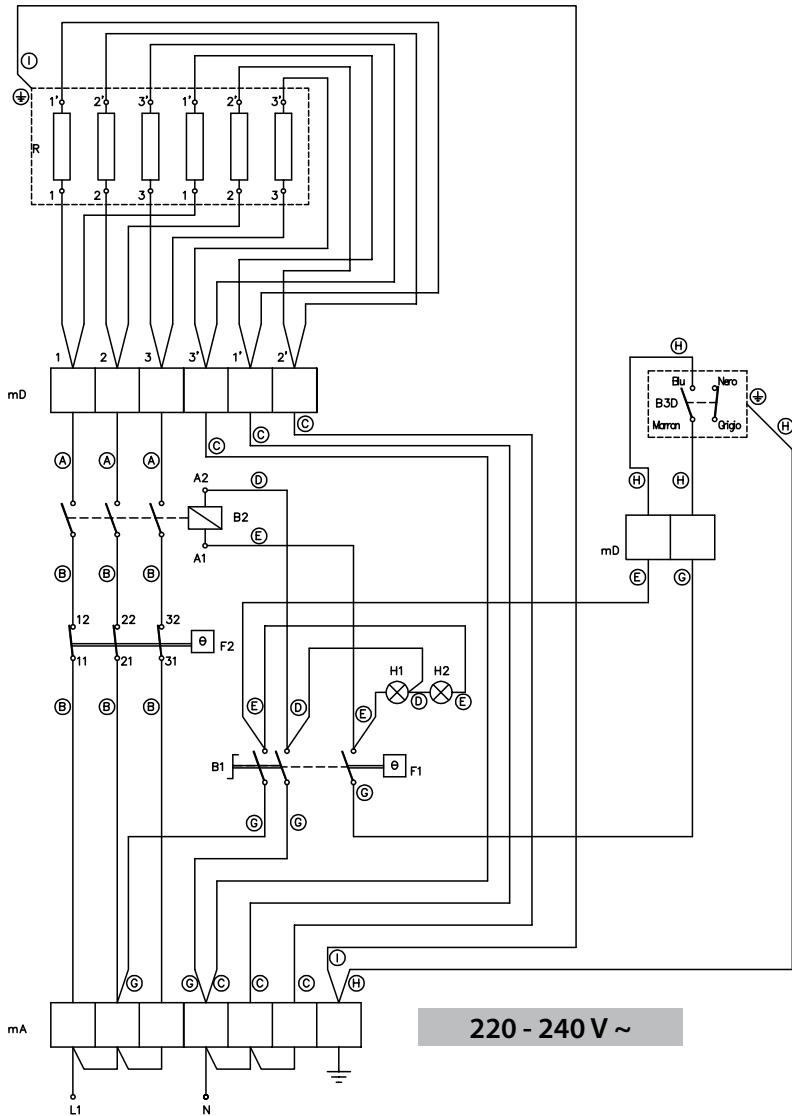 I
1' 2' 3' 1' 2' 3'
R
1 2 3 1 2 3
1 2 3 3' 1' 2'
mD
H
Blu Nero
B3D
Marron Grigio
H
C C C
A A A
A2 D
B2
H H
E
A1
mD
B B B
E G
12 22 32
F2
11 21 31
H1 H2
B B B
E D E D E
B1
F1
G
G G
I
G G C C C H
mA
220 - 240 V ~
L1 N